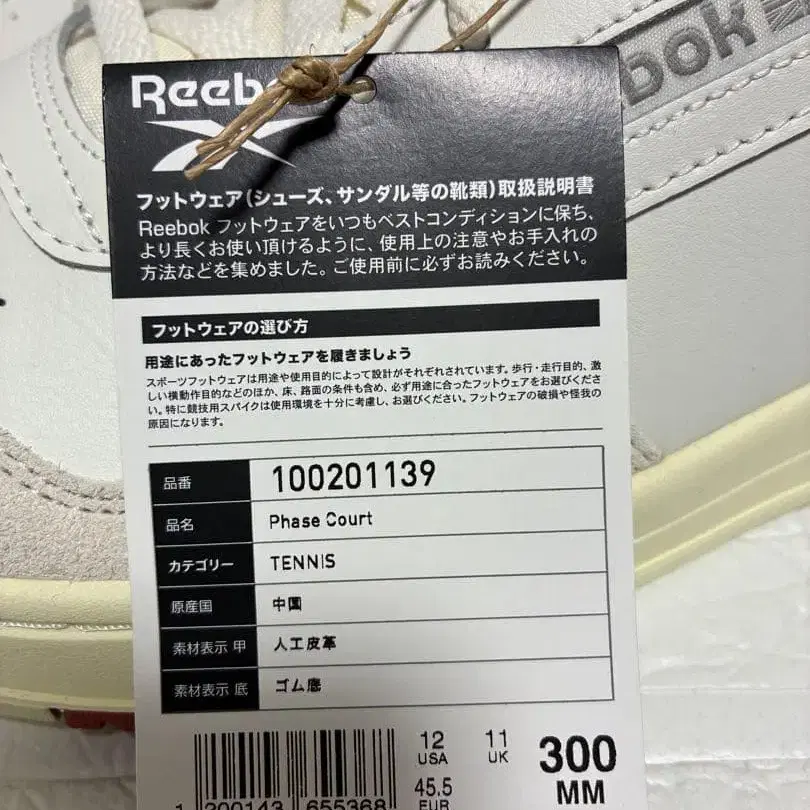 Reebo
bok
フットウェア(シューズ、サンダル等の靴類)取扱説明書
Reebok フットウェアをいつもベストコンディションに保ち、
より長くお使い頂けるように、使用上の注意やお手入れの
方法などを集めました。ご使用前に必ずお読みください。
フットウェアの選び方
用途にあったフットウェアを履きましょう
スポーツフットウェアは用途や使用目的によって設計がそれぞれされています。歩行・走行目的、激
しい横動作目的などのほか、床、路面の条件も含め、必ず用途に合ったフットウェアをお選びくださ
い。特に競技用スパイクは使用環境を十分に考慮し、お選びください。フットウェアの破損や怪我の
原因になります。
品番 100201139
品名 Phase Court
カテゴリー TENNIS
原産国 中国
素材表示 甲 人工皮革
素材表示 底 ゴム底
12 USA 11 UK 300 MM
45.5 EUR
1 200143 655368